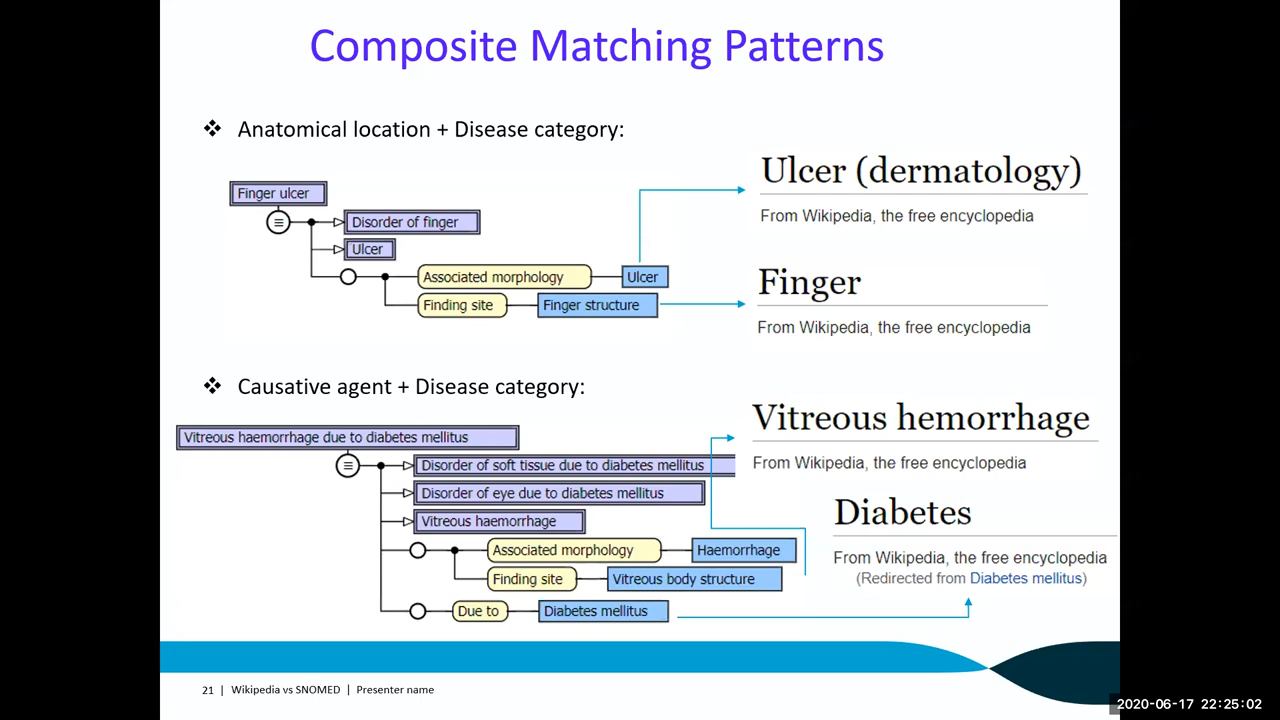 Composite Matching Patterns
❖ Anatomical location + Disease category:
Finger ulcer
≡
Disorder of finger
Ulcer
Associated morphology
Ulcer
Finding site
Finger structure
Ulcer (dermatology)
From Wikipedia, the free encyclopedia
Finger
From Wikipedia, the free encyclopedia
❖ Causative agent + Disease category:
Vitreous haemorrhage due to diabetes mellitus
≡
Disorder of soft tissue due to diabetes mellitus
Disorder of eye due to diabetes mellitus
Vitreous haemorrhage
Associated morphology
Haemorrhage
Finding site
Vitreous body structure
Due to
Diabetes mellitus
Vitreous hemorrhage
From Wikipedia, the free encyclopedia
Diabetes
From Wikipedia, the free encyclopedia
(Redirected from Diabetes mellitus)
21 | Wikipedia vs SNOMED | Presenter name
2020-06-17 22:25:02